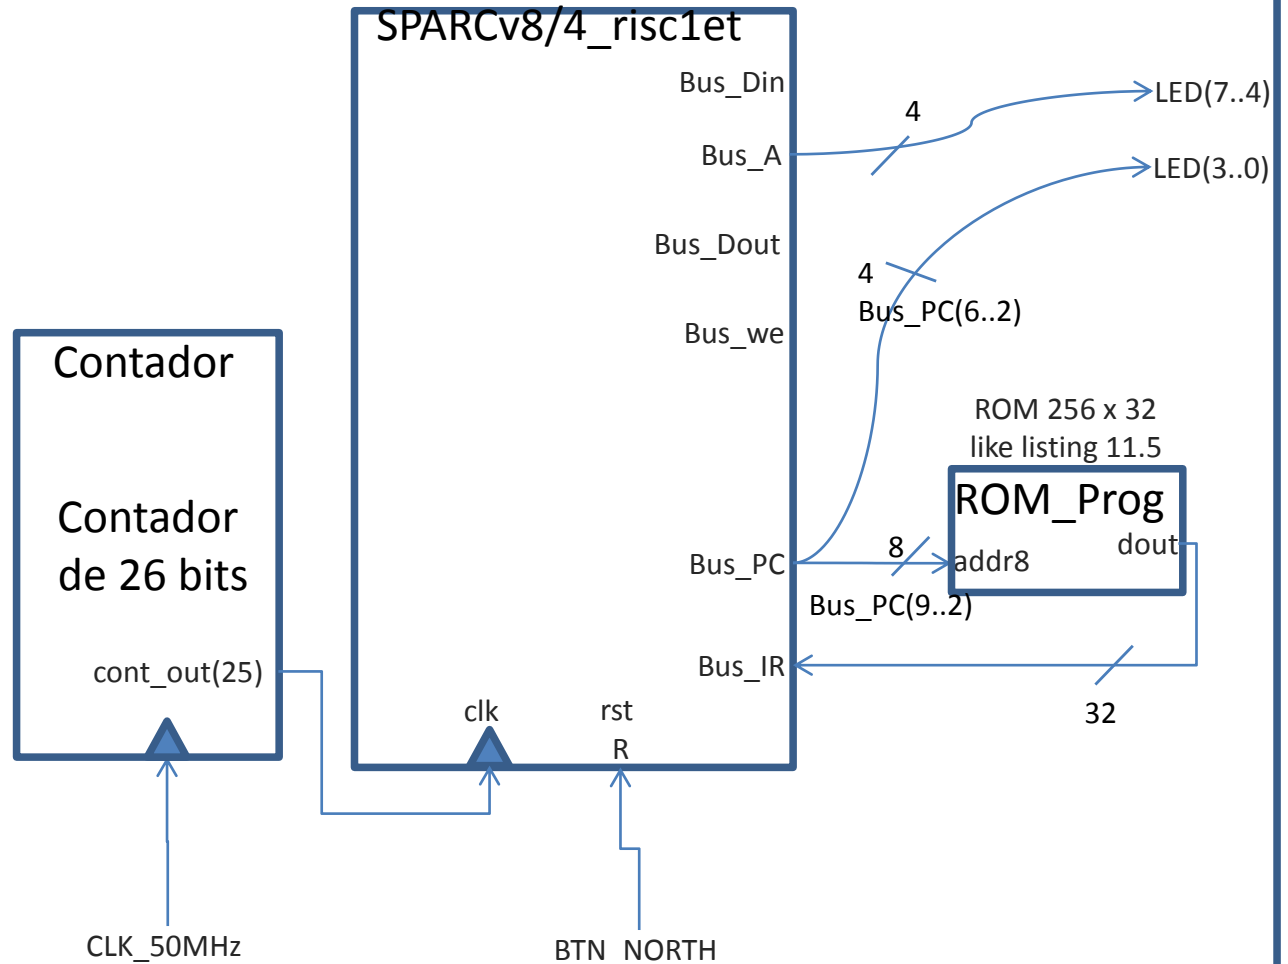 SPARCv8/4_risc1et
Bus_Din
LED(7..4)
4
Bus_A
LED(3..0)
Bus_Dout
4
Bus_PC(6..2)
Bus_we
Contador
ROM 256 x 32
like listing 11.5
ROM_Prog
Contador
de 26 bits
dout
8
addr8
Bus_PC
Bus_PC(9..2)
cont_out(25)
Bus_IR
clk
rst
R
32
CLK_50MHz
BTN_NORTH